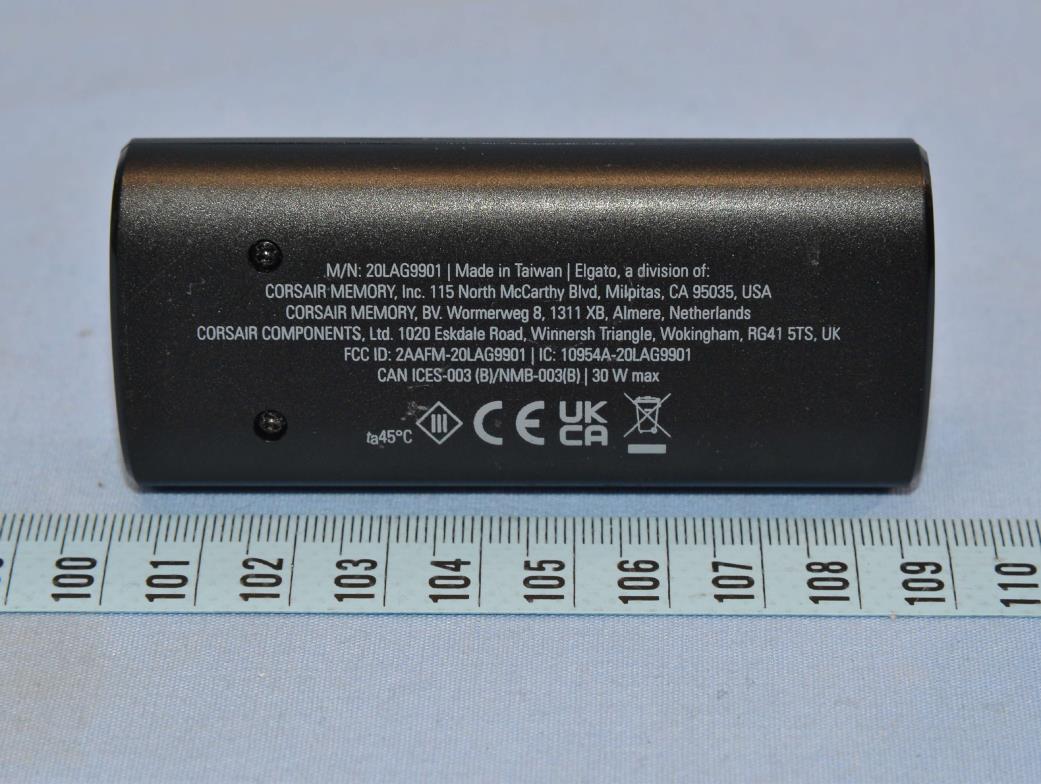 M/N: 20LAG9901 | Made in Taiwan | Elgato, a division of:
CORSAIR MEMORY, Inc. 115 North McCarthy Blvd, Milpitas, CA 95035, USA
CORSAIR MEMORY, BV. Wormerweg 8, 1311 XB, Almere, Netherlands
CORSAIR COMPONENTS, Ltd. 1020 Eskdale Road, Winnersh Triangle, Wokingham, RG41 5TS, UK
FCC ID: 2AAFM-20LAG9901 | IC: 10954A-20LAG9901
CAN ICES-003 (B)/NMB-003(B) | 30 W max
ta45°C III CE UK
CA
100 101 102 103 104 105 106 107 108 109 110